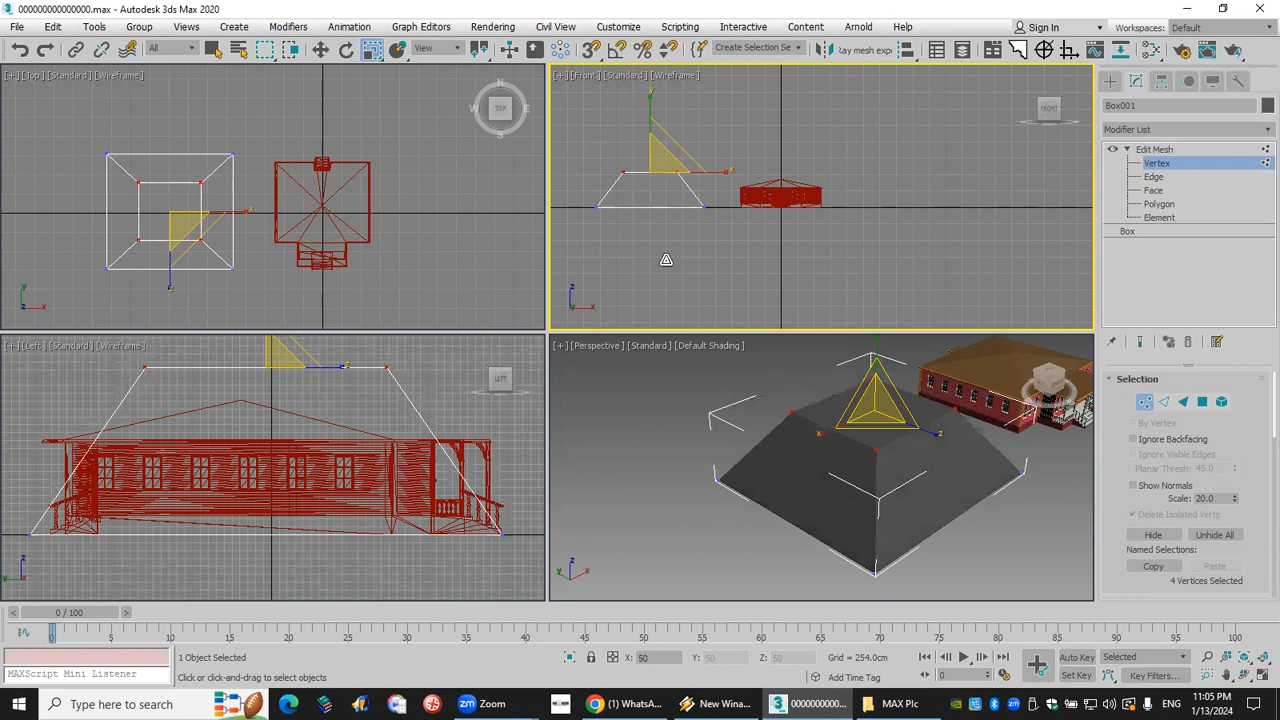 000000000000000.max - Autodesk 3ds Max 2020
File Edit Tools Group Views Create Modifiers Animation Graph Editors Rendering Civil View Customize Scripting Interactive Content Arnold Help
Sign In Workspaces: Default
All View Create Selection Se lay mesh expo
[+] [Top] [Standard] [Wireframe]
N
W TOP E
S
x
z
y
z x
[+] [Front] [Standard] [Wireframe]
FRONT
y
x
z
y x
[+] [Left] [Standard] [Wireframe]
LEFT
z
z
y
[+] [Perspective] [Standard] [Default Shading]
x z
z
y x
Box001
Modifier List
Edit Mesh
Vertex
Edge
Face
Polygon
Element
Box
Selection
By Vertex
Ignore Backfacing
Ignore Visible Edges
Planar Thresh: 45.0
Show Normals
Scale: 20.0
Delete Isolated Verts
Hide Unhide All
Named Selections:
Copy Paste
4 Vertices Selected
0 / 100
0 5 10 15 20 25 30 35 40 45 50 55 60 65 70 75 80 85 90 95 100
1 Object Selected X: 50 Y: 50 Z: 50 Grid = 254.0cm Auto Key Selected
MAXScript Mini Listener Click or click-and-drag to select objects Add Time Tag 0 Set Key Key Filters...
Type here to search Zoom (1) WhatsA... New Wina... 0000000000... MAX Plc ENG 11:05 PM
1/13/2024